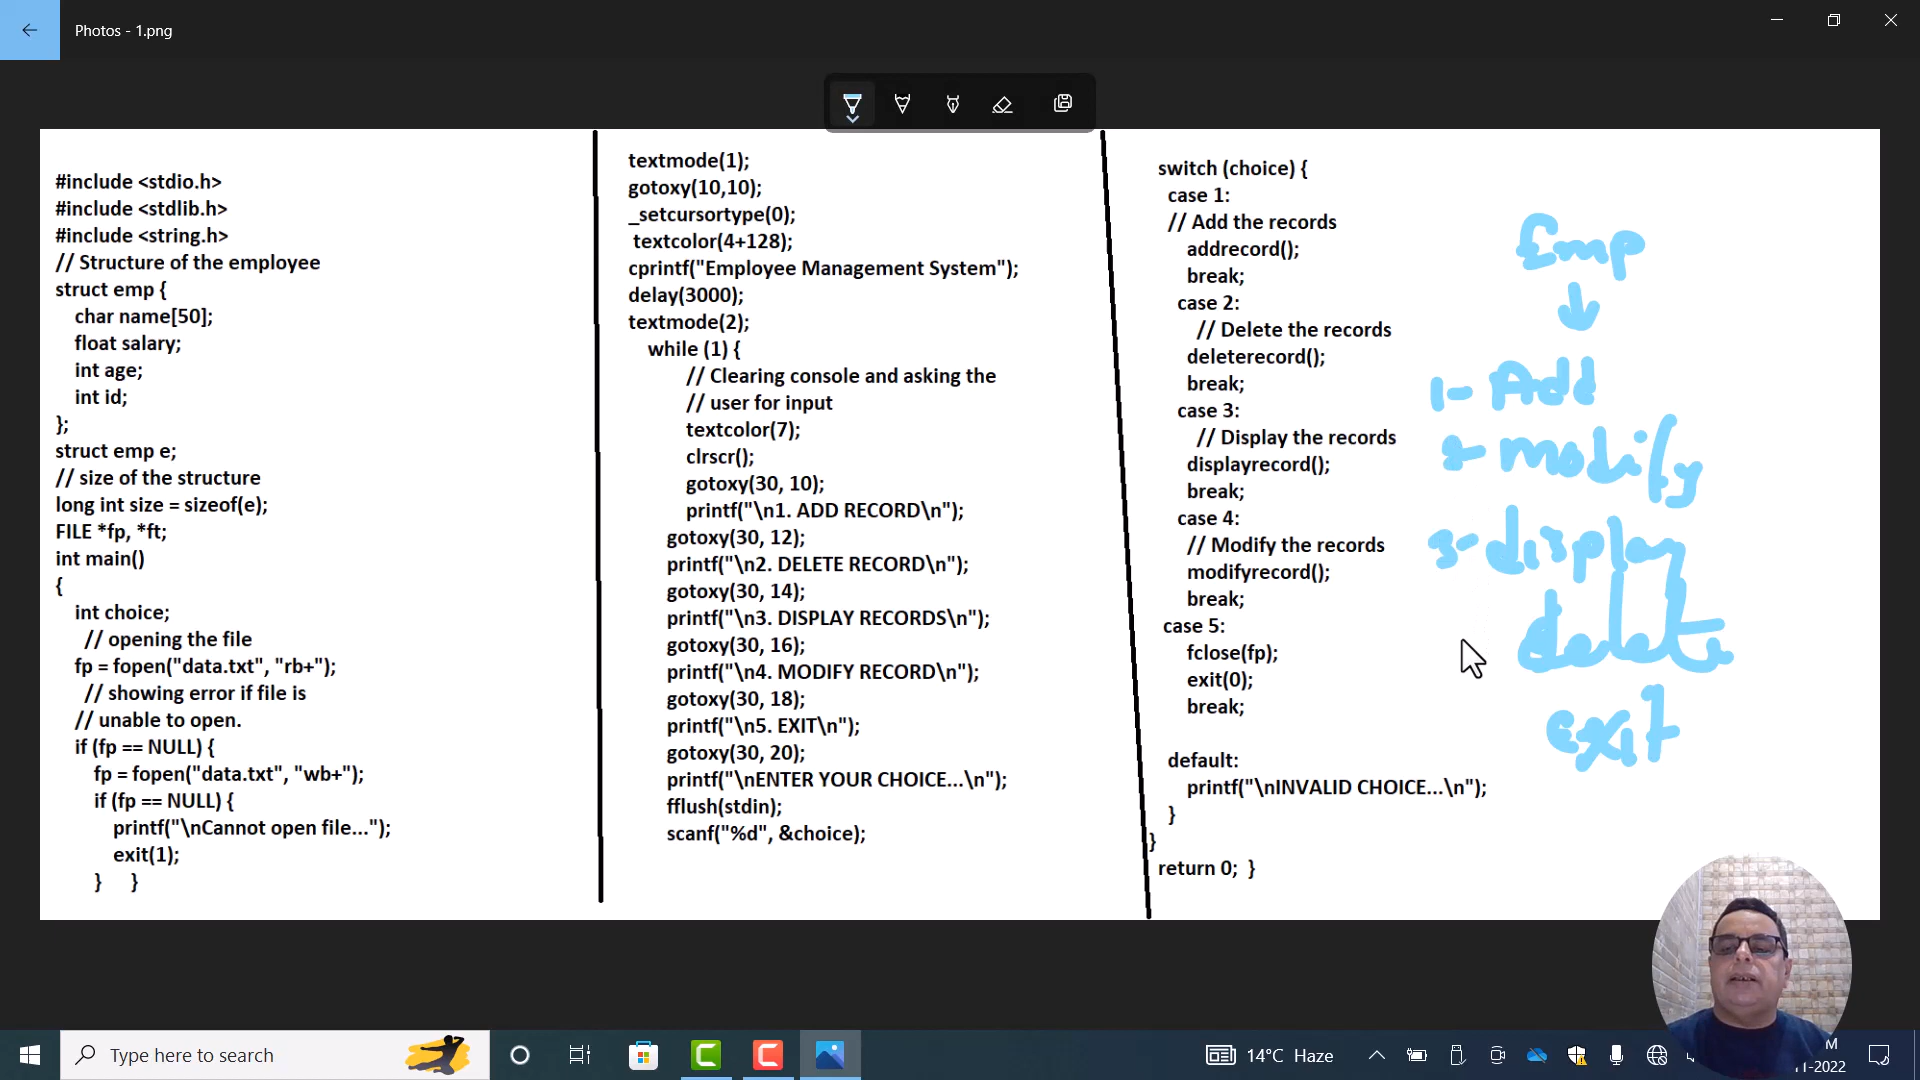 Photos - 1.png
#include <stdio.h>
#include <stdlib.h>
#include <string.h>
// Structure of the employee
struct emp {
char name[50];
float salary;
int age;
int id;
};
struct emp e;
// size of the structure
long int size = sizeof(e);
FILE *fp, *ft;
int main()
{
int choice;
// opening the file
fp = fopen("data.txt", "rb+");
// showing error if file is
// unable to open.
if (fp == NULL) {
fp = fopen("data.txt", "wb+");
if (fp == NULL) {
printf("\nCannot open file...");
exit(1);
} }
textmode(1);
gotoxy(10,10);
_setcursortype(0);
textcolor(4+128);
cprintf("Employee Management System");
delay(3000);
textmode(2);
while (1) {
// Clearing console and asking the
// user for input
textcolor(7);
clrscr();
gotoxy(30, 10);
printf("\n1. ADD RECORD\n");
gotoxy(30, 12);
printf("\n2. DELETE RECORD\n");
gotoxy(30, 14);
printf("\n3. DISPLAY RECORDS\n");
gotoxy(30, 16);
printf("\n4. MODIFY RECORD\n");
gotoxy(30, 18);
printf("\n5. EXIT\n");
gotoxy(30, 20);
printf("\nENTER YOUR CHOICE...\n");
fflush(stdin);
scanf("%d", &choice);
switch (choice) {
case 1:
// Add the records
addrecord();
break;
case 2:
// Delete the records
deleterecord();
break;
case 3:
// Display the records
displayrecord();
break;
case 4:
// Modify the records
modifyrecord();
break;
case 5:
fclose(fp);
exit(0);
break;
default:
printf("\nINVALID CHOICE...\n");
}
}
return 0; }
Emp
1- Add
2- modify
3- display
delete
exit
Type here to search
14°C Haze
M
11-2022